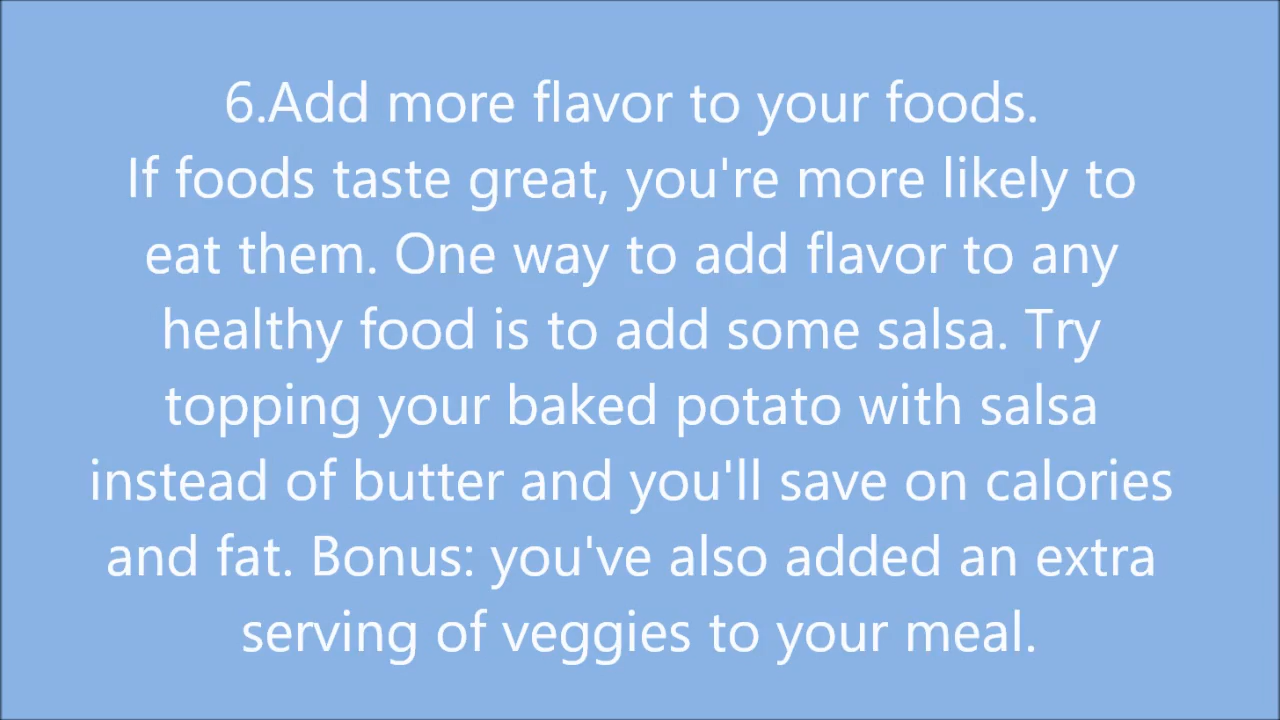 6.Add more flavor to your foods.
If foods taste great, you're more likely to
eat them. One way to add flavor to any
healthy food is to add some salsa. Try
topping your baked potato with salsa
instead of butter and you'll save on calories
and fat. Bonus: you've also added an extra
serving of veggies to your meal.